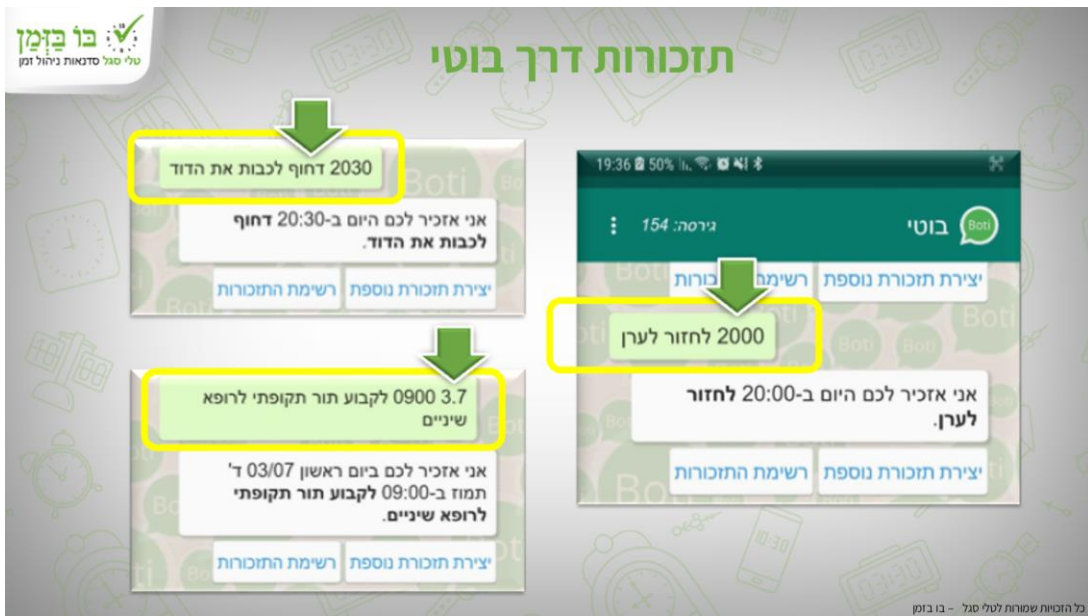 בּוֹ בַּזְּמַן
טלי סגל סדנאות ניהול זמן
תזכורות דרך בוטי
19:36 50%
בוטי
Boti
גירסה: 154
יצירת תזכורת נוספת
רשימת
כורות
2000 לחזור לערן
אני אזכיר לכם היום ב-20:00 לחזור
לערן.
יצירת תזכורת נוספת רשימת התזכורות
2030 דחוף לכבות את הדוד
אני אזכיר לכם היום ב-20:30 דחוף
לכבות את הדוד.
יצירת תזכורת נוספת רשימת התזכורות
3.7 0900 לקבוע תור תקופתי לרופא
שיניים
אני אזכיר לכם ביום ראשון 03/07 ד'
תמוז ב-09:00 לקבוע תור תקופתי
לרופא שיניים.
יצירת תזכורת נוספת רשימת התזכורות
כל הזכויות שמורות לטלי סגל - בו בזמן